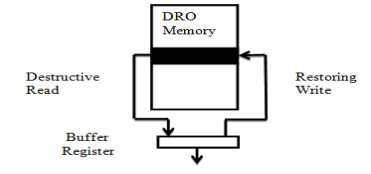 DRO
Memory
Destructive
Read
Restoring
Write
Buffer
Register